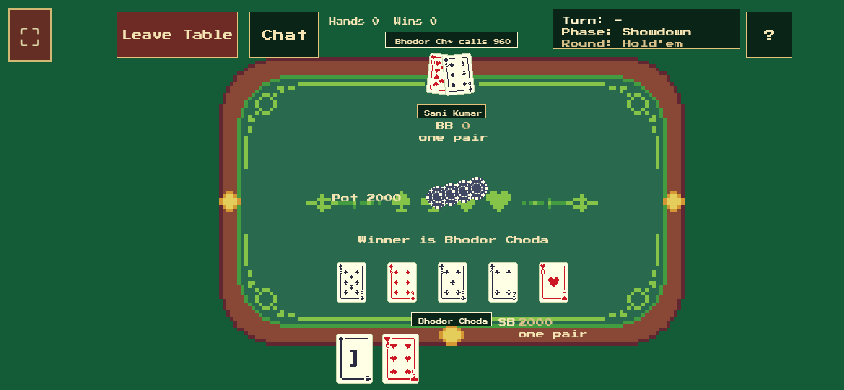 Leave Table
Chat
Hands 0 Wins 0
Bhodor Ch* calls 960
Turn: -
Phase: Showdown
Round: Hold'em
?
Sani Kumar
BB 0
one pair
Pot 2000
Winner is Bhodor Choda
Bhodor Choda
SB 2000
one pair
J